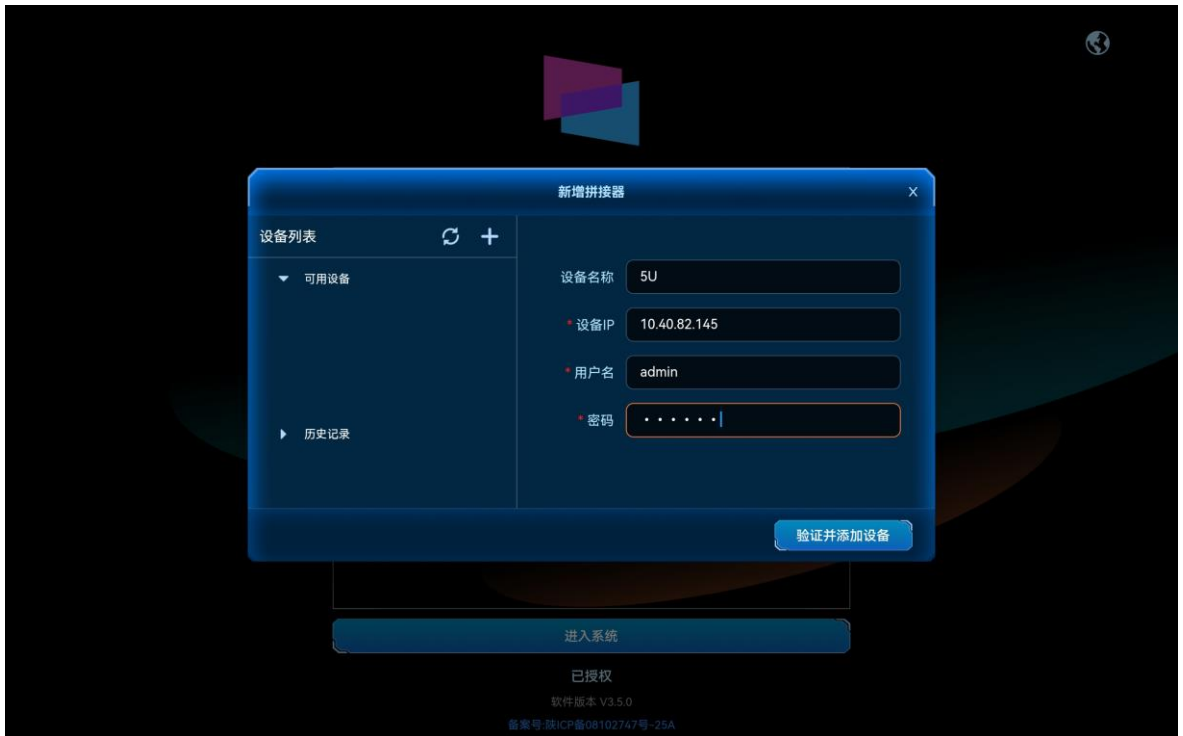 新增拼接器
X
设备列表
可用设备
历史记录
设备名称 5U
*设备IP 10.40.82.145
*用户名 admin
*密码 ······
验证并添加设备
进入系统
已授权
软件版本 V3.5.0
备案号:陕ICP备08102747号-25A